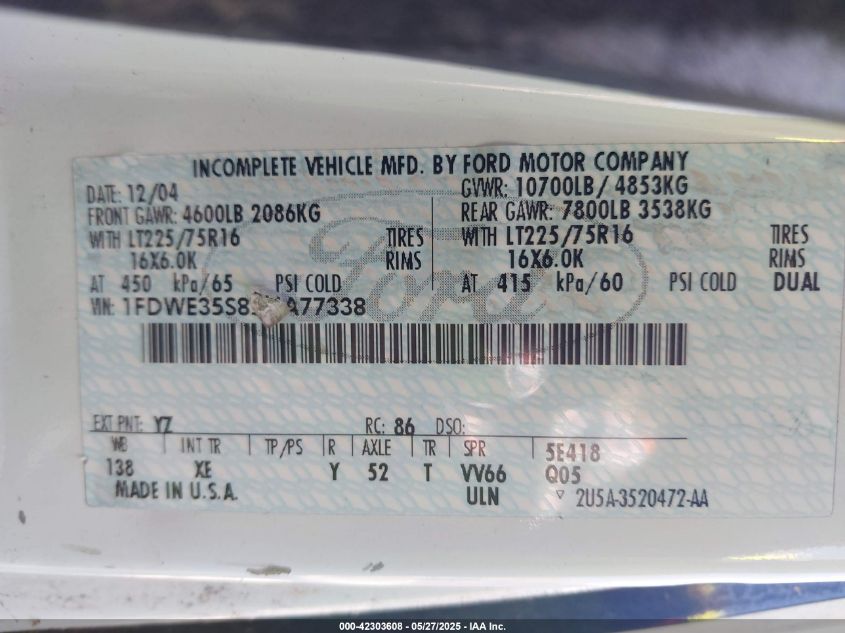 INCOMPLETE VEHICLE MFD. BY FORD MOTOR COMPANY
DATE: 12/04 GVWR: 10700LB/ 4853KG
FRONT GAWR: 4600LB 2086KG REAR GAWR: 7800LB 3538KG
WITH LT225/75R16 TIRES WITH LT225/75R16 TIRES
16X6.0K RIMS 16X6.0K RIMS
AT 450 kPa/65 PSI COLD AT 415 kPa/60 PSI COLD DUAL
Ford
VIN:
EXT PNT: YZ RC: 86 DSO:
WB INT TR TP/PS R AXLE TR SPR 5E418
138 XE Y 52 T VV66 Q05
MADE IN U.S.A. ULN ▽ 2U5A-3520472-AA
000-42303608 - 05/27/2025 - IAA Inc.